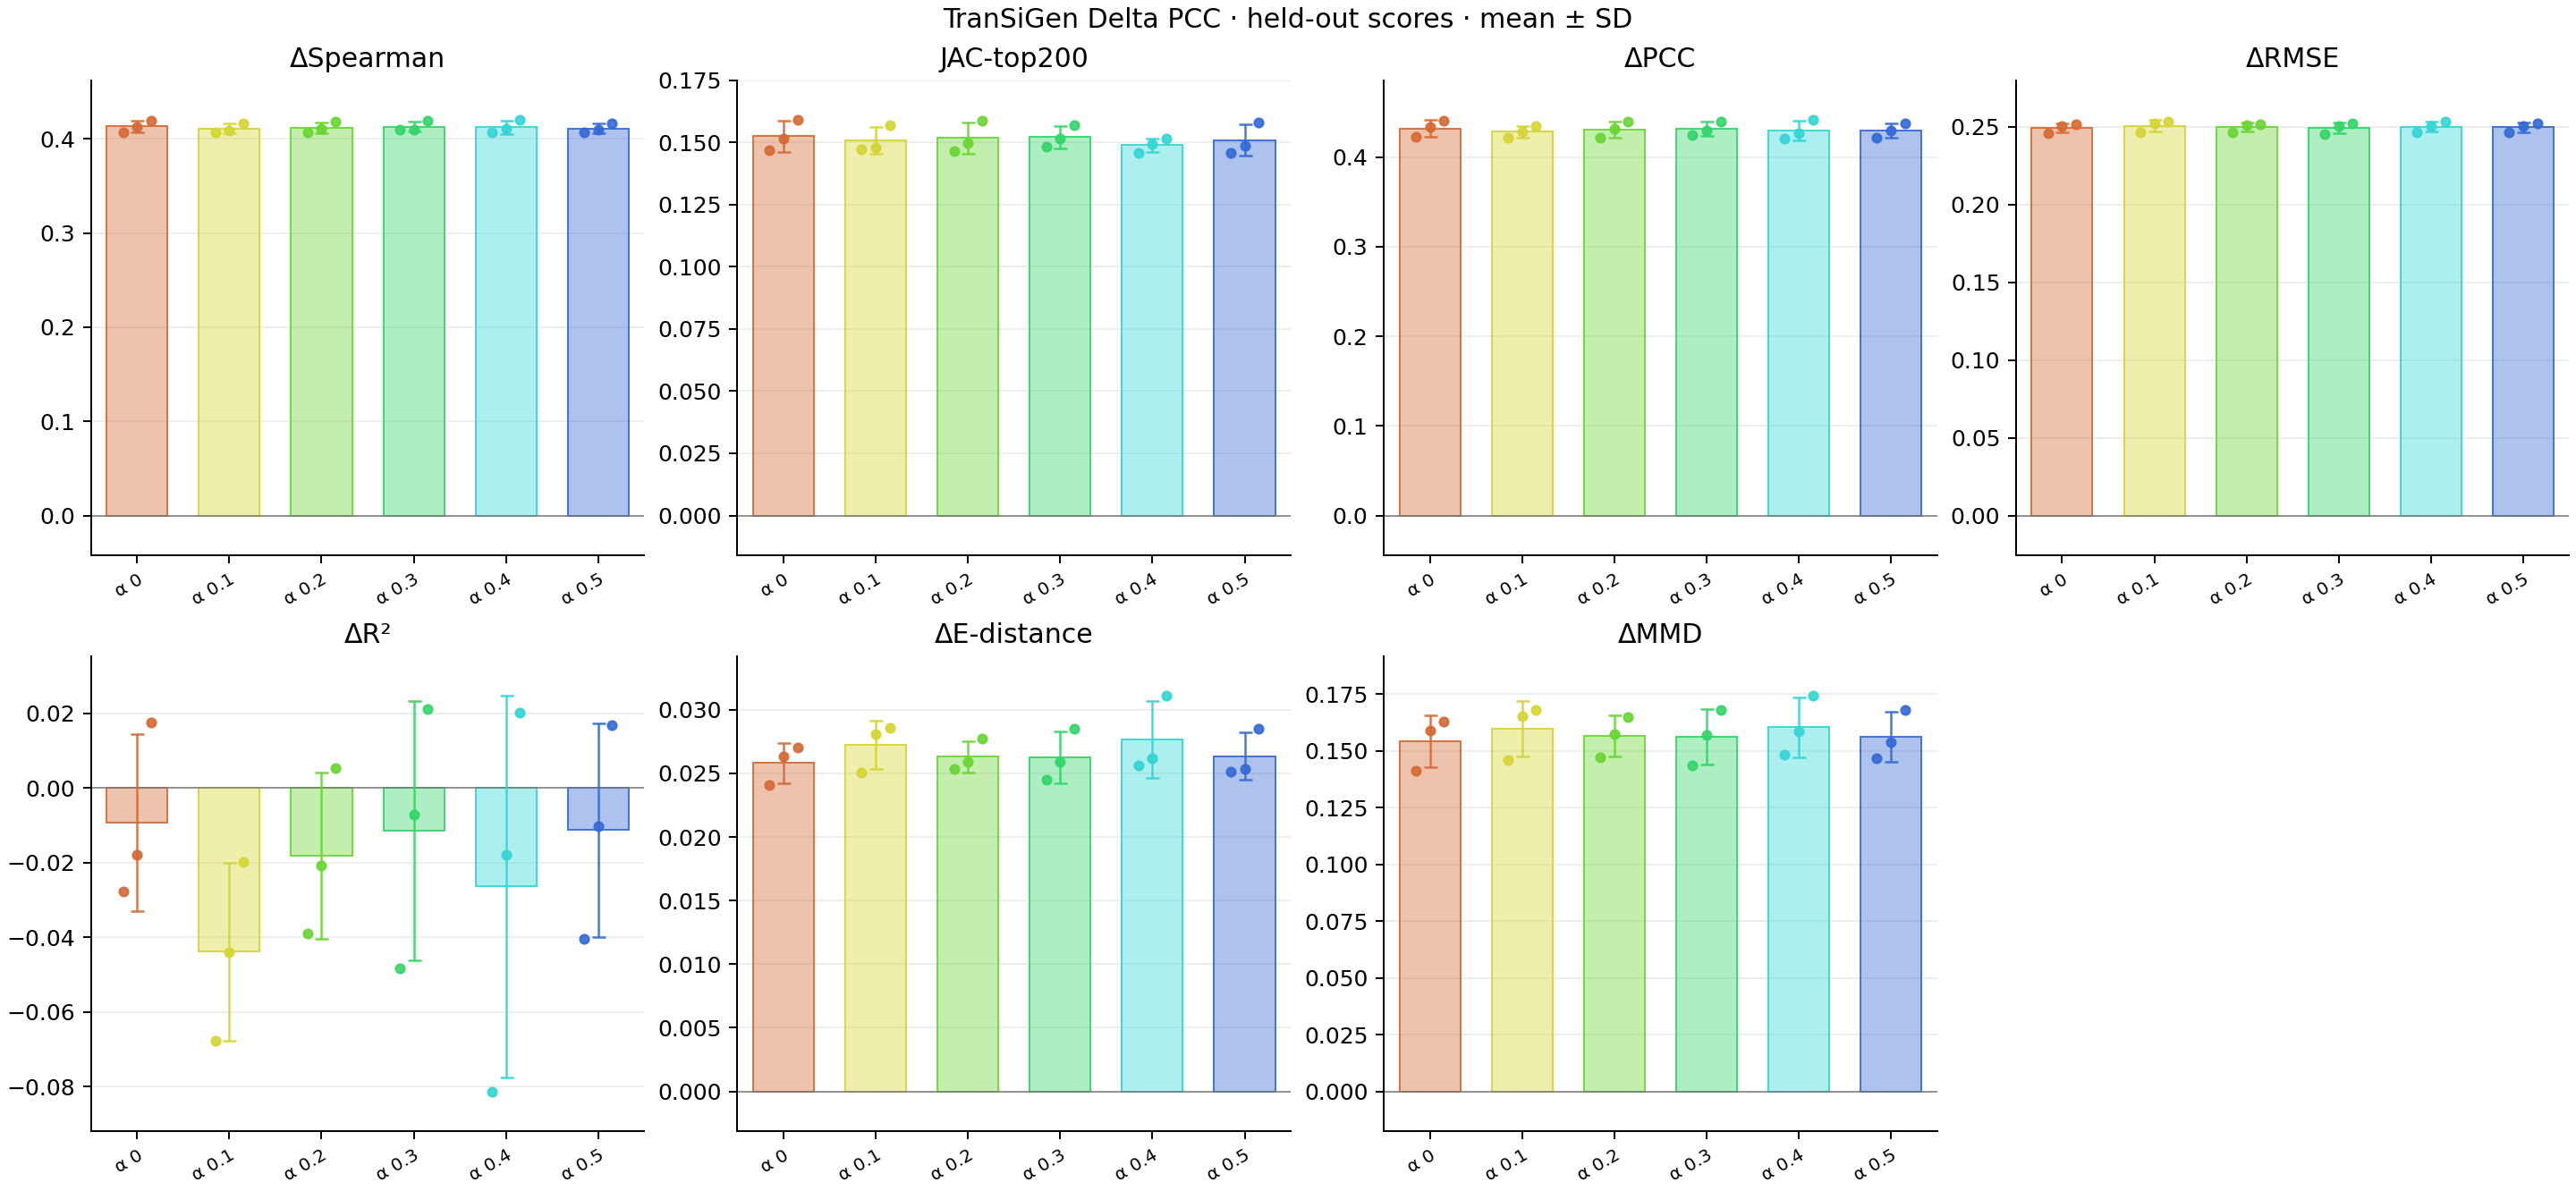 TranSiGen Delta PCC · held-out scores · mean ± SD
ΔSpearman
0.4
0.3
0.2
0.1
0.0
α 0
α 0.1
α 0.2
α 0.3
α 0.4
α 0.5
JAC-top200
0.175
0.150
0.125
0.100
0.075
0.050
0.025
0.000
α 0
α 0.1
α 0.2
α 0.3
α 0.4
α 0.5
ΔPCC
0.4
0.3
0.2
0.1
0.0
α 0
α 0.1
α 0.2
α 0.3
α 0.4
α 0.5
ΔRMSE
0.25
0.20
0.15
0.10
0.05
0.00
α 0
α 0.1
α 0.2
α 0.3
α 0.4
α 0.5
ΔR²
0.02
0.00
−0.02
−0.04
−0.06
−0.08
α 0
α 0.1
α 0.2
α 0.3
α 0.4
α 0.5
ΔE-distance
0.030
0.025
0.020
0.015
0.010
0.005
0.000
α 0
α 0.1
α 0.2
α 0.3
α 0.4
α 0.5
ΔMMD
0.175
0.150
0.125
0.100
0.075
0.050
0.025
0.000
α 0
α 0.1
α 0.2
α 0.3
α 0.4
α 0.5